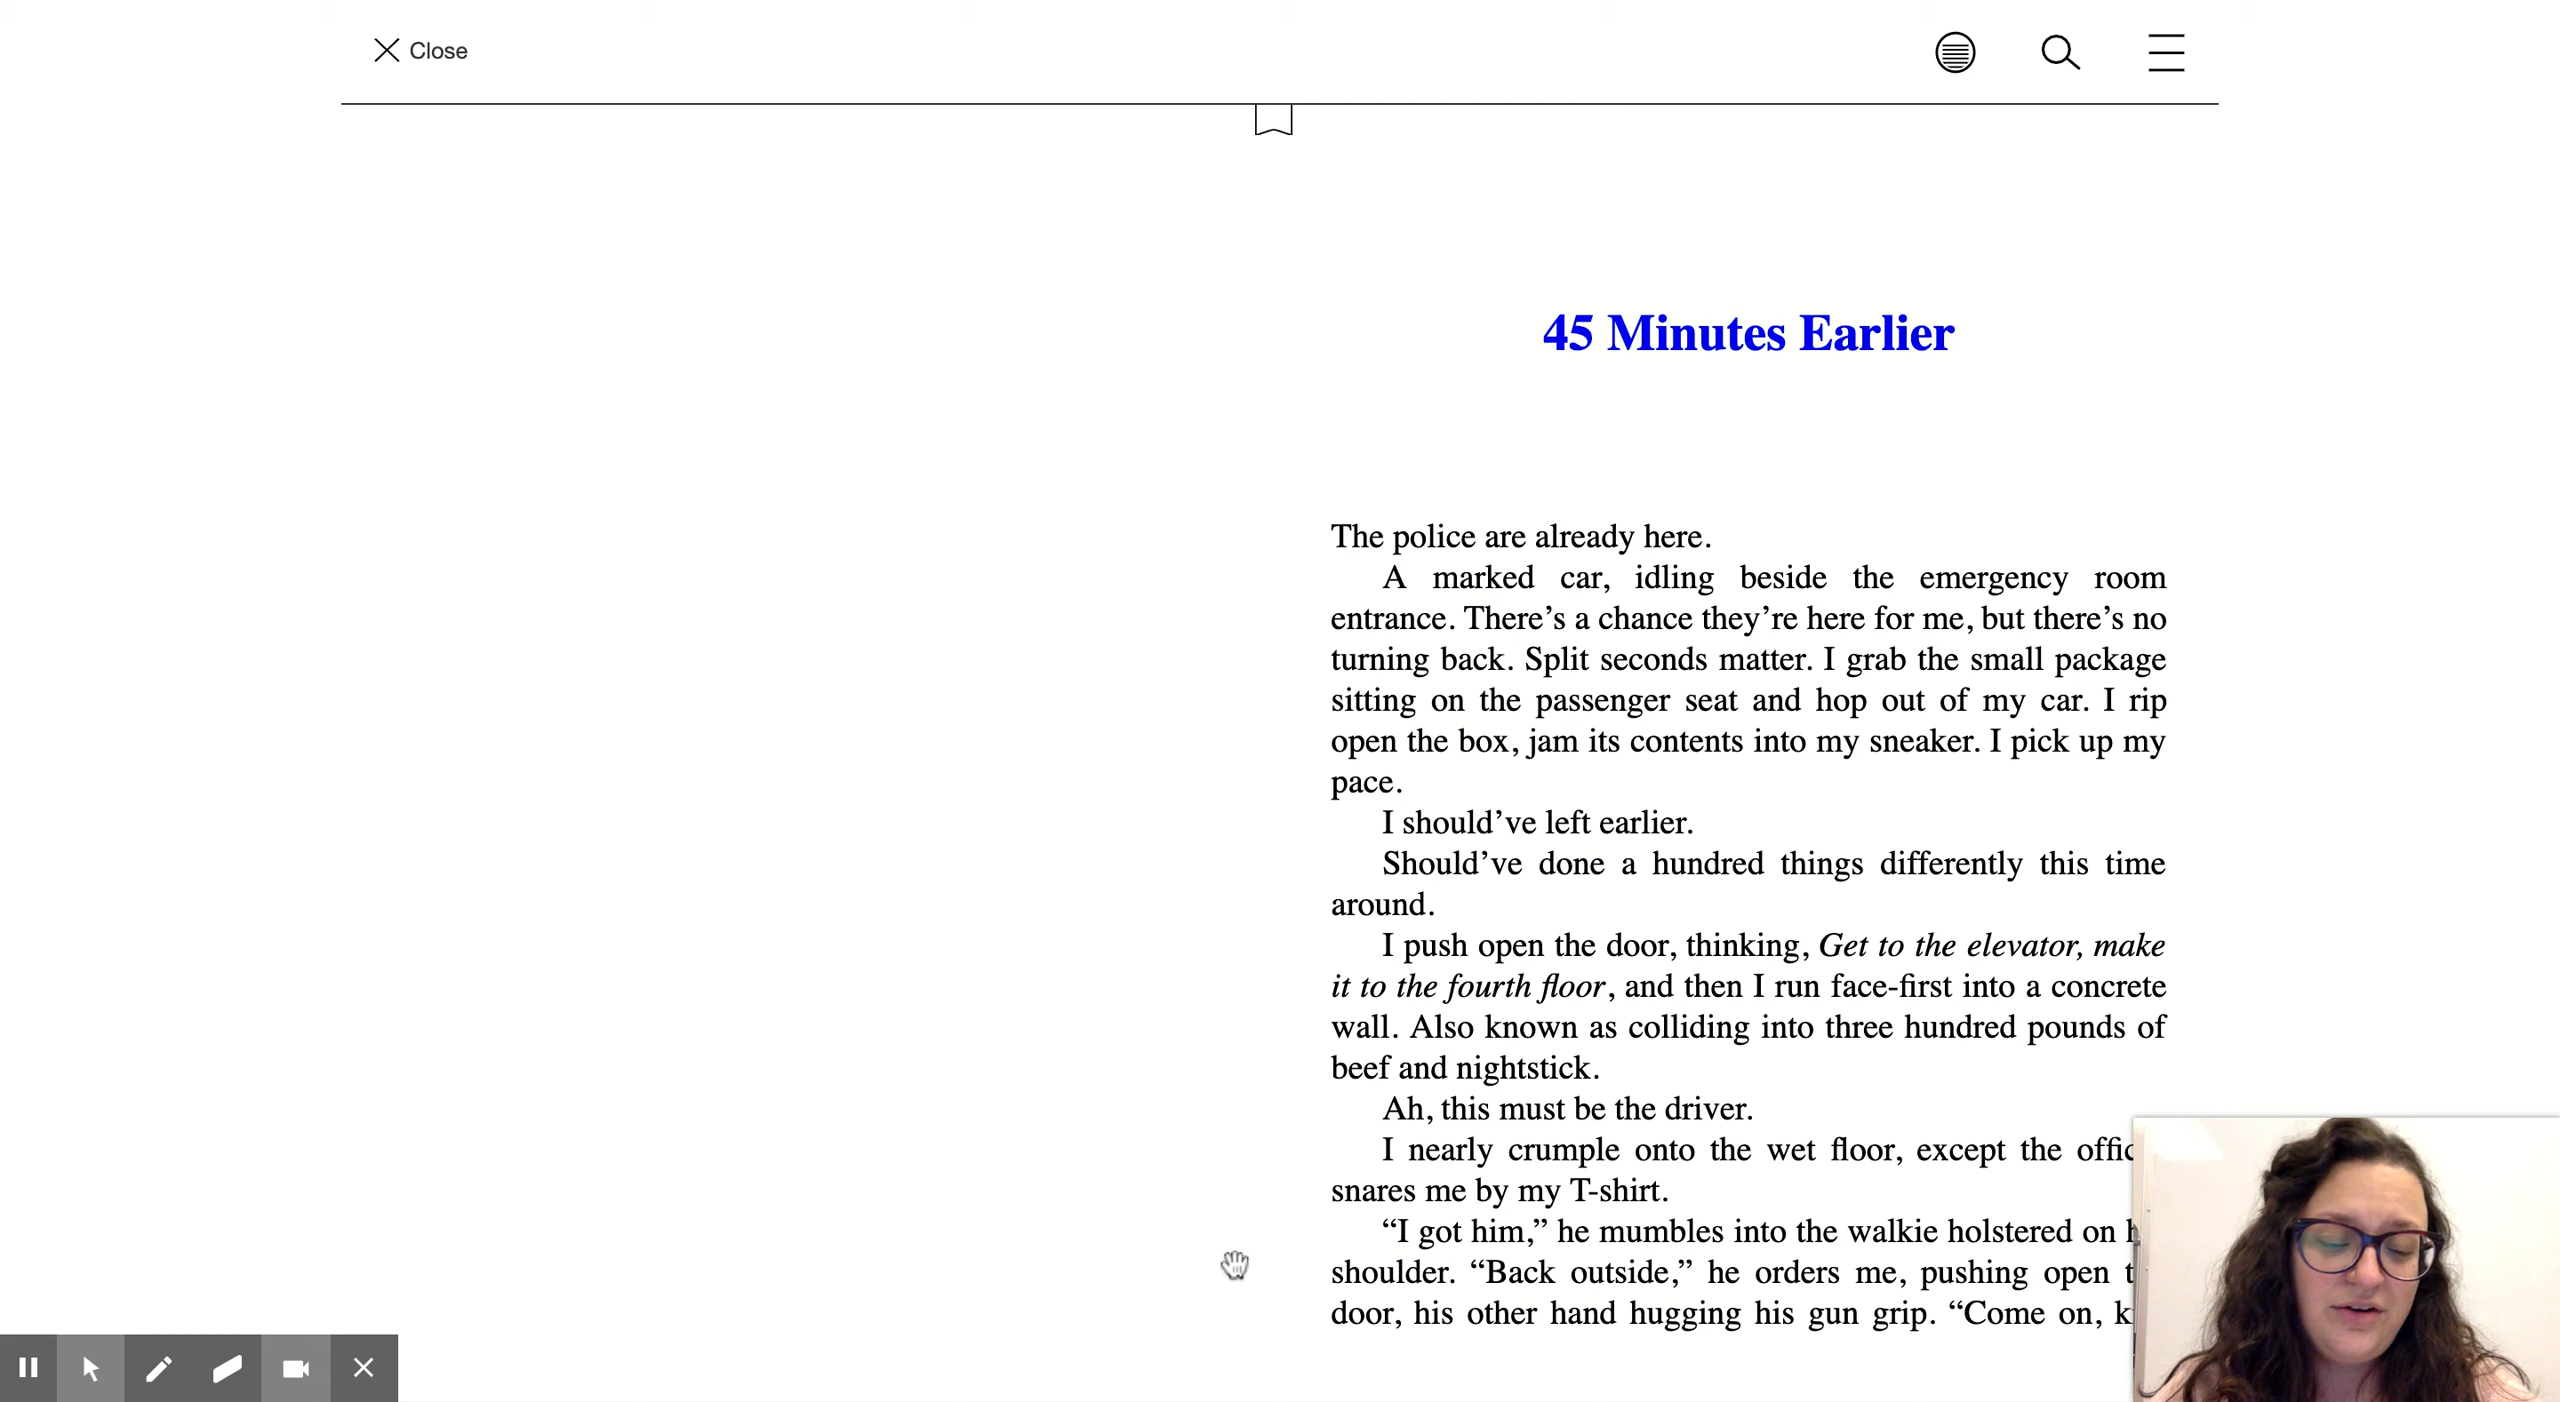 Close
45 Minutes Earlier
The police are already here.
A marked car, idling beside the emergency room
entrance. There’s a chance they’re here for me, but there’s no
turning back. Split seconds matter. I grab the small package
sitting on the passenger seat and hop out of my car. I rip
open the box, jam its contents into my sneaker. I pick up my
pace.
I should’ve left earlier.
Should’ve done a hundred things differently this time
around.
I push open the door, thinking, Get to the elevator, make
it to the fourth floor, and then I run face-first into a concrete
wall. Also known as colliding into three hundred pounds of
beef and nightstick.
Ah, this must be the driver.
I nearly crumple onto the wet floor, except the
snares me by my T-shirt.
“I got him,” he mumbles into the walkie holstered on
shoulder. “Back outside,” he orders me, pushing open
door, his other hand hugging his gun grip. “Come on,